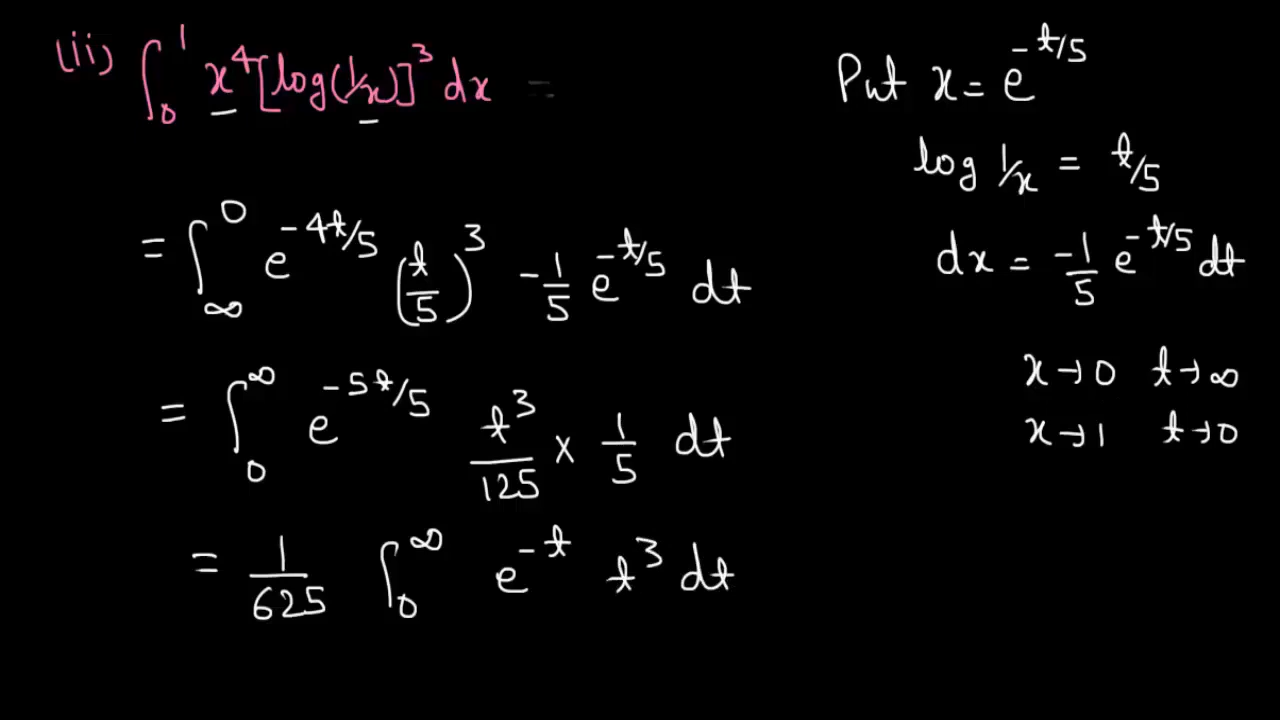 (ii) ∫₀¹ x⁴ [log(1/x)]³ dx =
= ∫_∞^0 e^(-4t/5) (t/5)³ -1/5 e^(-t/5) dt
= ∫_0^∞ e^(-5t/5) t³/125 × 1/5 dt
= 1/625 ∫_0^∞ e^(-t) t³ dt
Put x = e^(-t/5)
log 1/x = t/5
dx = -1/5 e^(-t/5) dt
x→0 t→∞
x→1 t→0